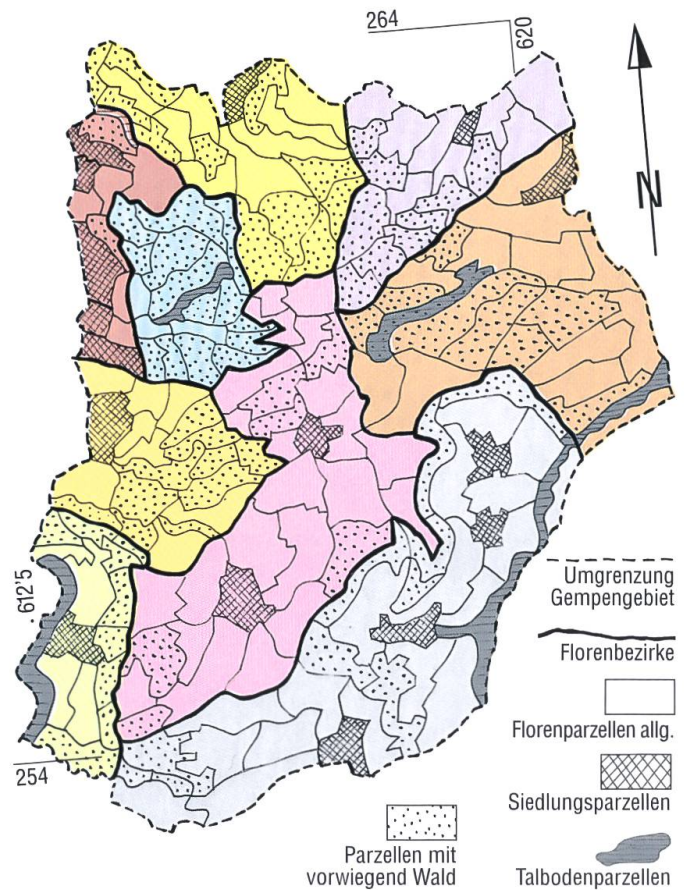 264
620
N
612'5
Umgrenzung
Gempengebiet
Florenbezirke
Florenparzellen allg.
254
Siedlungsparzellen
Parzellen mit
vorwiegend Wald
Talbodenparzellen